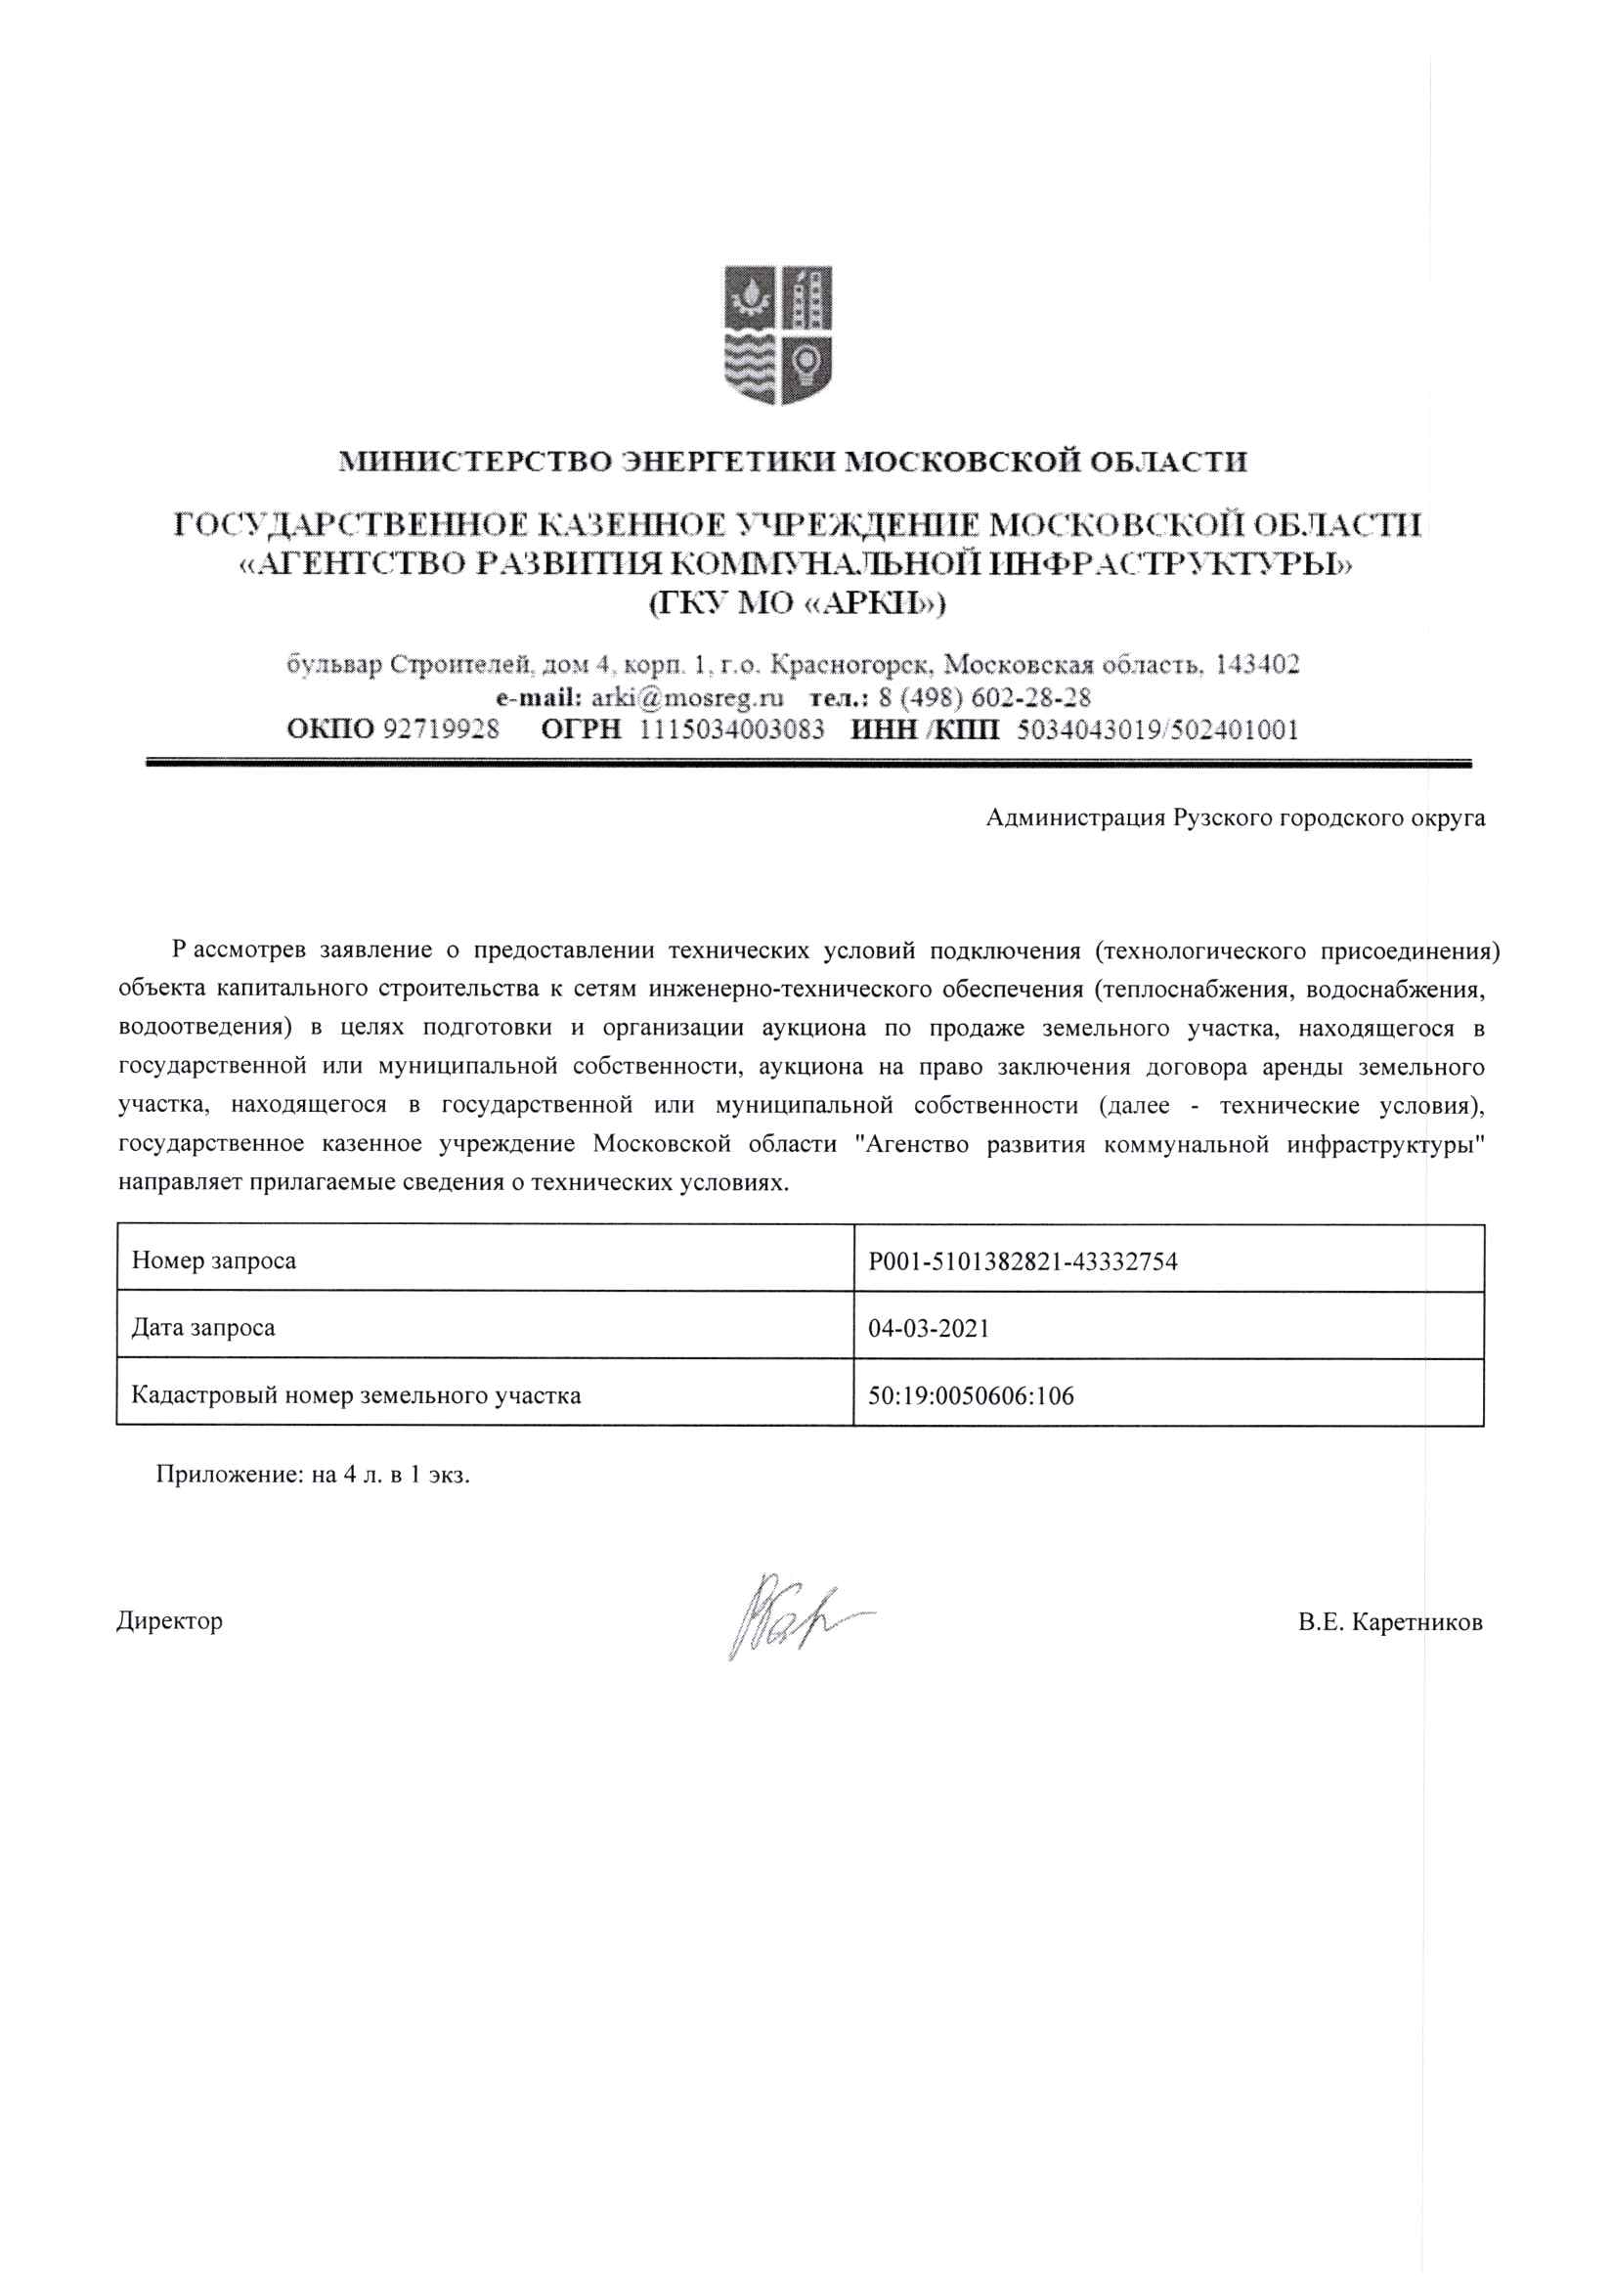 МИНИСТЕРСТВО ЭНЕРГЕТИКИ МОСКОВСКОЙ ОБЛАСТИ
ГОСУДАРСТВЕННОЕ КАЗЕННОЕ УЧРЕЖДЕНИЕ МОСКОВСКОЙ ОБЛАСТИ
«АГЕНТСТВО РАЗВИТИЯ КОММУНАЛЬНОЙ ИНФРАСТРУКТУРЫ»
(ГКУ МО «АРКИ»)
бульвар Строителей, дом 4, корп. 1, г.о. Красногорск, Московская область, 143402
e-mail: arki@mosreg.ru тел.: 8 (498) 602-28-28
ОКПО 92719928 ОГРН 1115034003083 ИНН /КПП 5034043019/502401001
Администрация Рузского городского округа
Р ассмотрев заявление о предоставлении технических условий подключения (технологического присоединения)
объекта капитального строительства к сетям инженерно-технического обеспечения (теплоснабжения, водоснабжения,
водоотведения) в целях подготовки и организации аукциона по продаже земельного участка, находящегося в
государственной или муниципальной собственности, аукциона на право заключения договора аренды земельного
участка, находящегося в государственной или муниципальной собственности (далее - технические условия),
государственное казенное учреждение Московской области "Агенство развития коммунальной инфраструктуры"
направляет прилагаемые сведения о технических условиях.
Номер запроса P001-5101382821-43332754
Дата запроса 04-03-2021
Кадастровый номер земельного участка 50:19:0050606:106
Приложение: на 4 л. в 1 экз.
Директор В.Е. Каретников